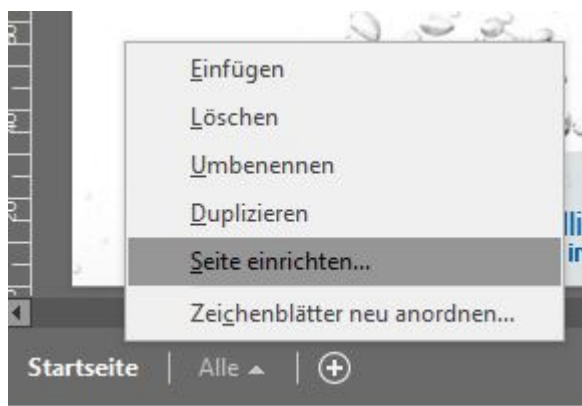 Einfügen
Löschen
Umbenennen
Duplizieren
Seite einrichten...
Zeichenblätter neu anordnen...
Startseite
Alle